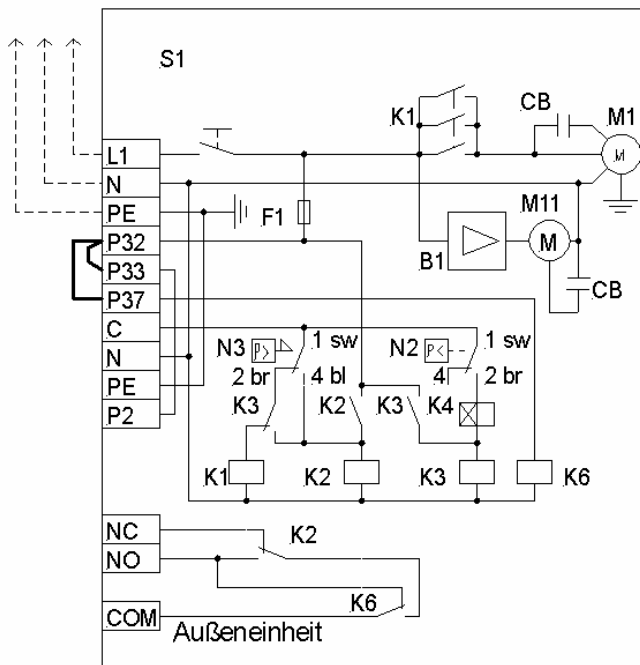 S1
K1
CB
M1
L1
M
N
M11
PE
F1
P32
B1
M
P33
CB
P37
C
N3
P>
1 sw
N2
P<
1 sw
N
2 br
4 bl
4
2 br
PE
K3
K2
K3
K4
P2
K1
K2
K3
K6
NC
K2
NO
K6
COM
Außeneinheit